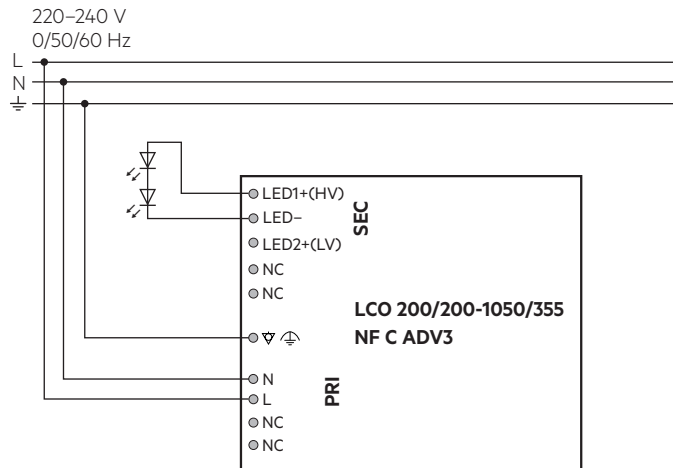 220–240 V
0/50/60 Hz
L
N
LED1+(HV)
LED–
LED2+(LV)
NC
NC
SEC
LCO 200/200-1050/355
NF C ADV3
N
L
NC
NC
PRI